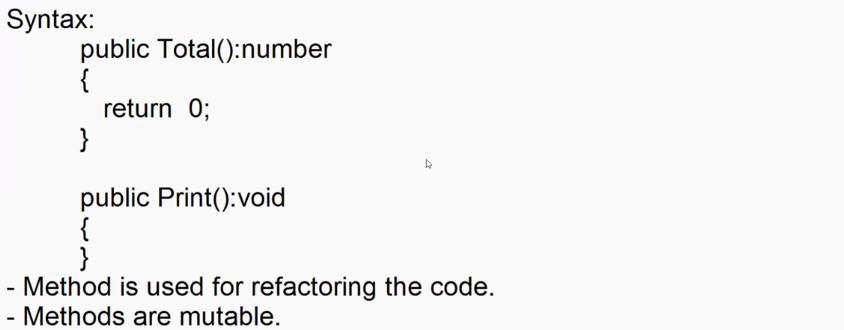 Syntax:
public Total():number
{
return 0;
}
public Print():void
{
}
- Method is used for refactoring the code.
- Methods are mutable.